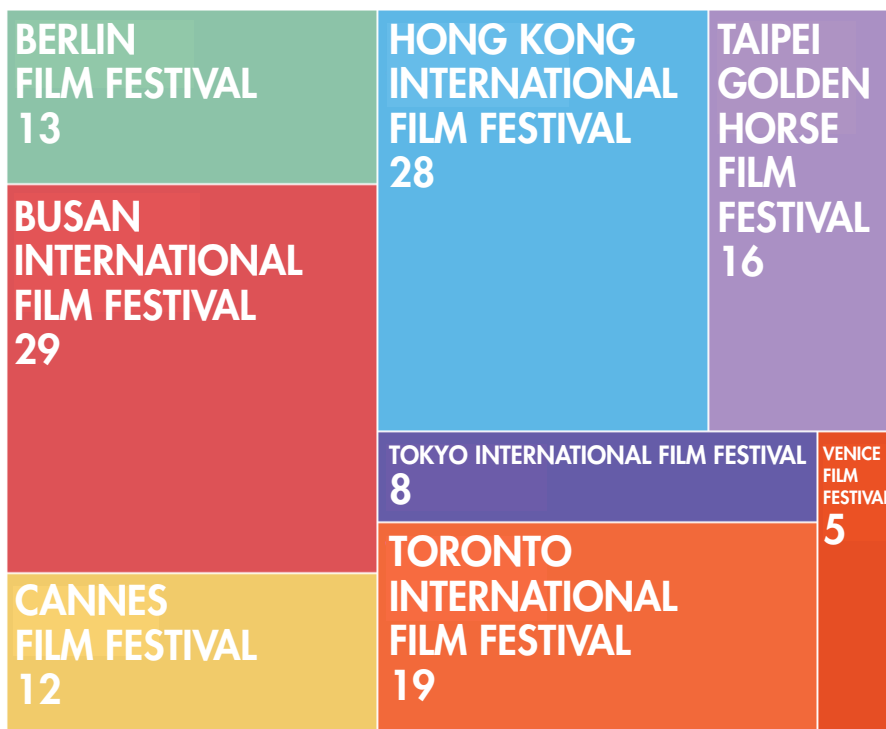 BERLIN
FILM FESTIVAL
13
BUSAN
INTERNATIONAL
FILM FESTIVAL
29
CANNES
FILM FESTIVAL
12
HONG KONG
INTERNATIONAL
FILM FESTIVAL
28
TAIPEI
GOLDEN
HORSE
FILM
FESTIVAL
16
TOKYO INTERNATIONAL FILM FESTIVAL
8
TORONTO
INTERNATIONAL
FILM FESTIVAL
19
VENICE
FILM
FESTIVAL
5